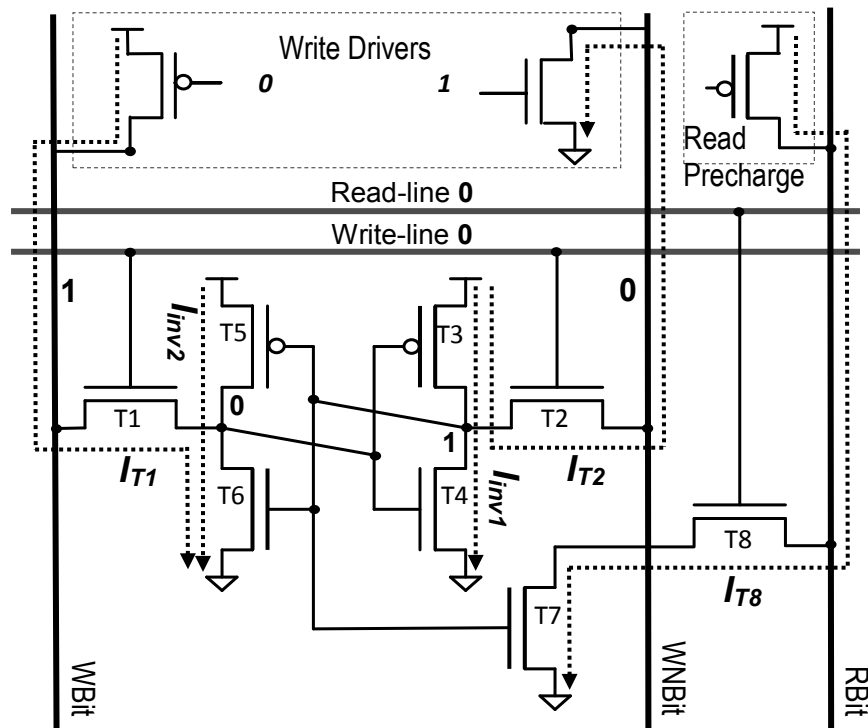 Write Drivers
0
1
Read
Precharge
Read-line 0
Write-line 0
1
0
Iinv2
T5
T3
0
1
T1
T2
IT1
IT2
T6
T4
Iinv1
T8
IT8
T7
WBit
WNBit
RBit